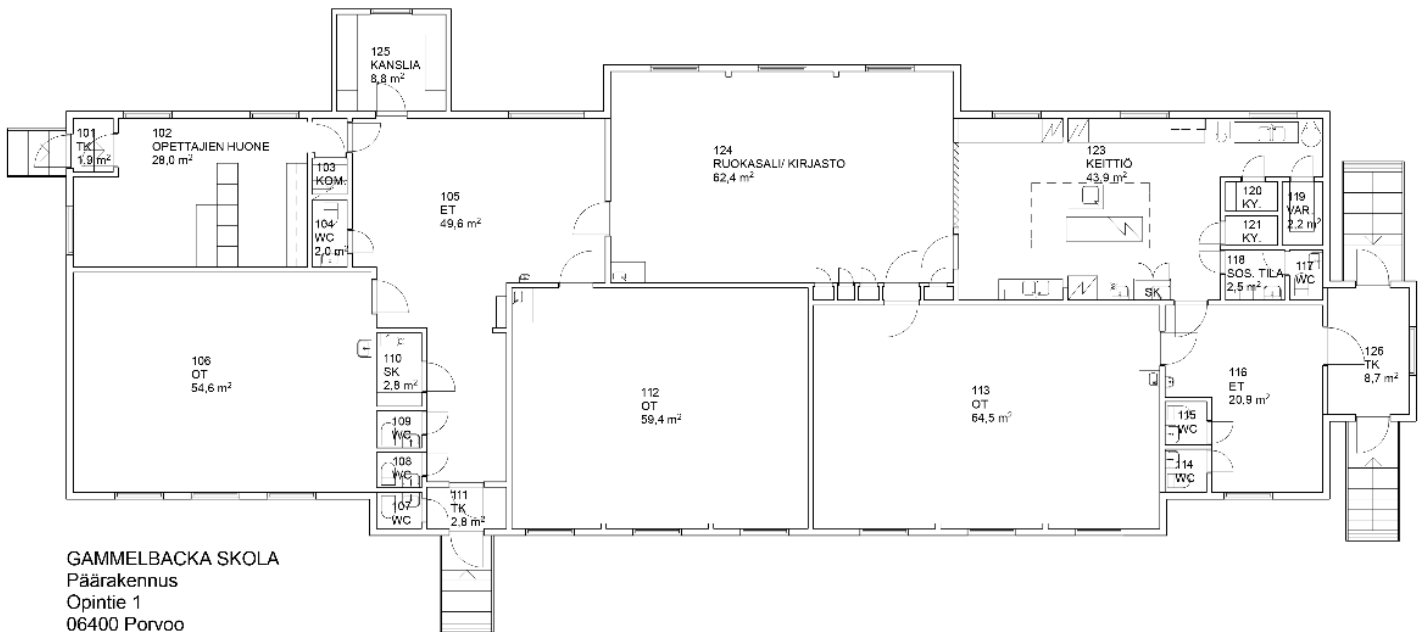 125
KANSLIA
8,8 m²
101
TK
1,9 m²
102
OPETTAJIEN HUONE
28,0 m²
103
KOM.
104
WC
2,0 m²
105
ET
49,6 m²
124
RUOKASALI/ KIRJASTO
62,4 m²
123
KEITTIÖ
43,9 m²
120
KY.
119
VAR.
2,2 m²
121
KY.
118
SOS. TILA
2,5 m²
117
WC
SK
106
OT
54,6 m²
110
SK
2,8 m²
109
WC
108
WC
107
WC
111
TK
2,8 m²
112
OT
59,4 m²
113
OT
64,5 m²
116
ET
20,9 m²
115
WC
114
WC
126
TK
8,7 m²
GAMMELBACKA SKOLA
Päärakennus
Opintie 1
06400 Porvoo